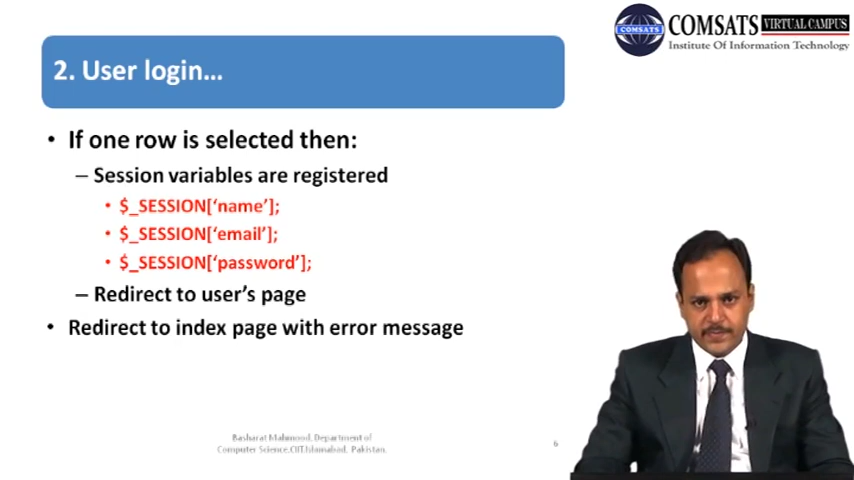 COMSATS VIRTUAL CAMPUS
COMSATS
Institute Of Information Technology
2. User login...
• If one row is selected then:
– Session variables are registered
• $_SESSION[‘name’];
• $_SESSION[‘email’];
• $_SESSION[‘password’];
– Redirect to user’s page
• Redirect to index page with error message
Basharat Mahmood, Department of
Computer Science,CIIT,Islamabad, Pakistan.
6